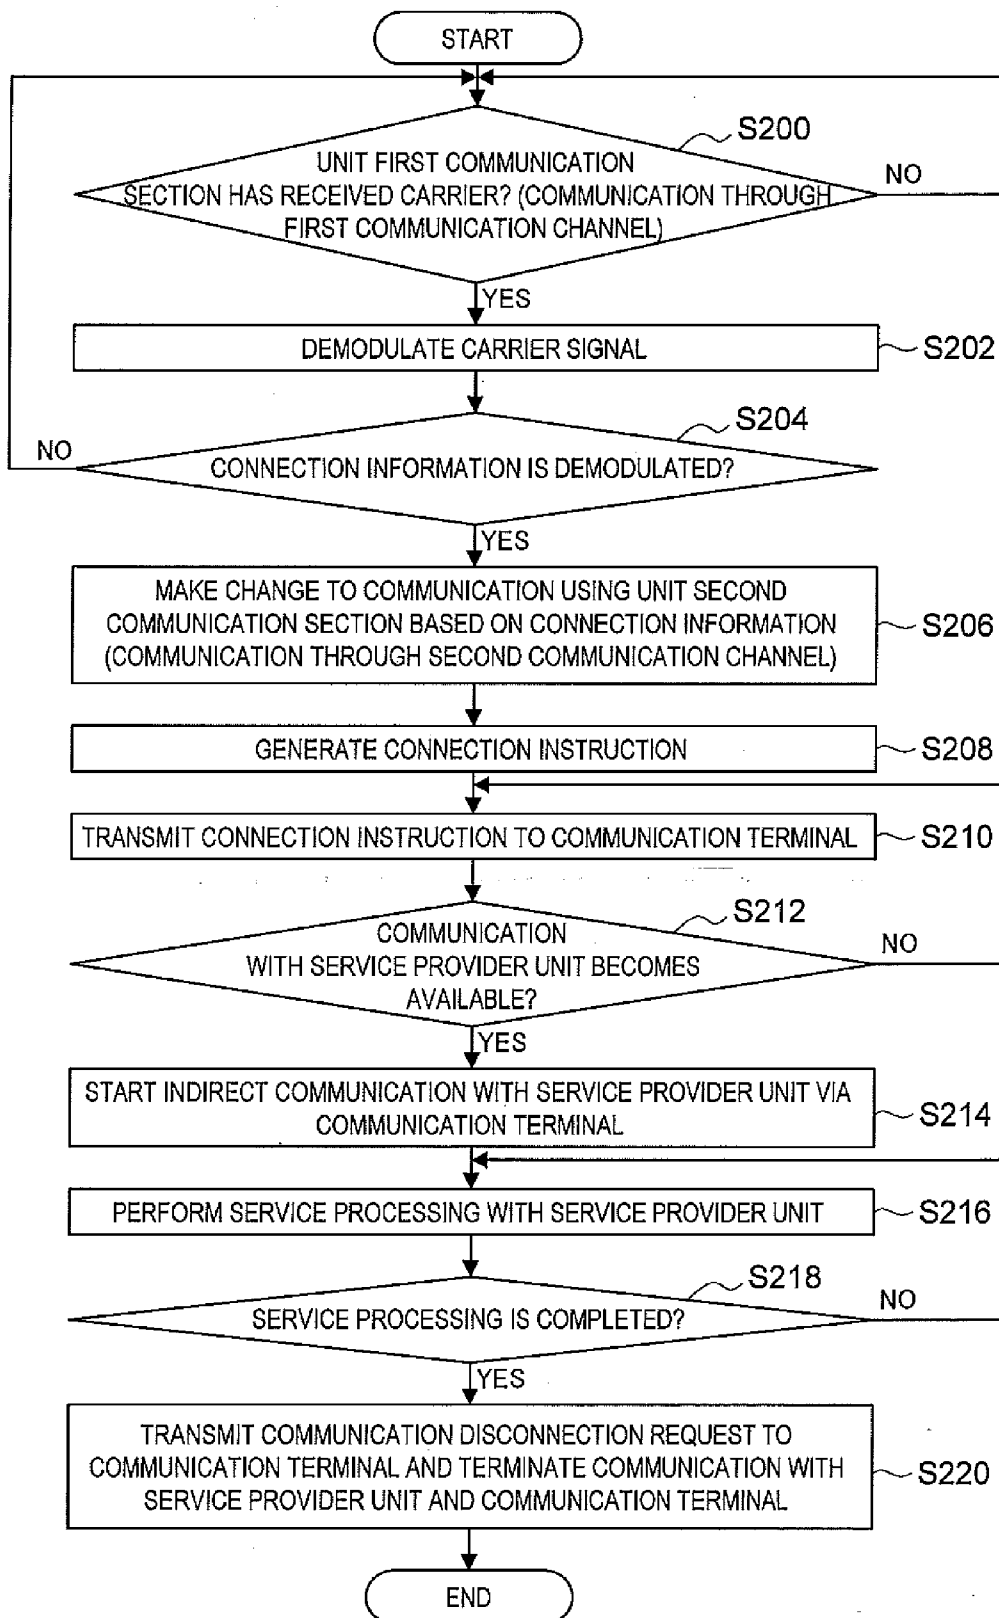 START
S200
UNIT FIRST COMMUNICATION
SECTION HAS RECEIVED CARRIER? (COMMUNICATION THROUGH
FIRST COMMUNICATION CHANNEL)
NO
YES
DEMODULATE CARRIER SIGNAL
S202
S204
NO
CONNECTION INFORMATION IS DEMODULATED?
YES
MAKE CHANGE TO COMMUNICATION USING UNIT SECOND
COMMUNICATION SECTION BASED ON CONNECTION INFORMATION
(COMMUNICATION THROUGH SECOND COMMUNICATION CHANNEL)
S206
GENERATE CONNECTION INSTRUCTION
S208
TRANSMIT CONNECTION INSTRUCTION TO COMMUNICATION TERMINAL
S210
S212
COMMUNICATION
WITH SERVICE PROVIDER UNIT BECOMES
AVAILABLE?
NO
YES
START INDIRECT COMMUNICATION WITH SERVICE PROVIDER UNIT VIA
COMMUNICATION TERMINAL
S214
PERFORM SERVICE PROCESSING WITH SERVICE PROVIDER UNIT
S216
S218
SERVICE PROCESSING IS COMPLETED?
NO
YES
TRANSMIT COMMUNICATION DISCONNECTION REQUEST TO
COMMUNICATION TERMINAL AND TERMINATE COMMUNICATION WITH
SERVICE PROVIDER UNIT AND COMMUNICATION TERMINAL
S220
END